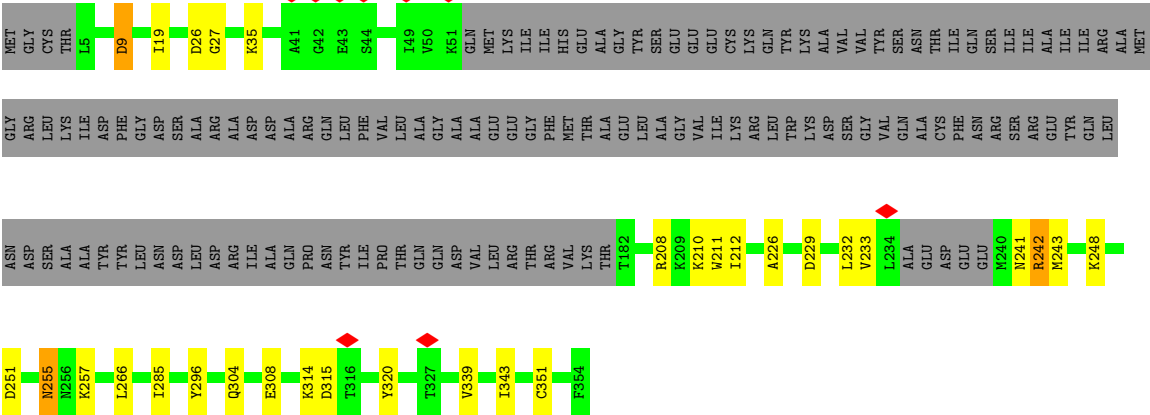 MET GLY CYS THR L5 D9 I19 D26 G27 K35 A41 G42 E43 S44 I49 V50 K51 GLN MET LYS ILE ILE HIS GLU ALA GLY TYR SER GLU GLU GLU CYS LYS GLN TYR LYS ALA VAL VAL TYR SER ASN THR ILE GLN SER ILE ILE ALA ILE ILE ARG ALA MET
GLY ARG LEU LYS ILE ASP PHE GLY ASP SER ALA ARG ALA ASP ASP ALA ARG GLN LEU PHE VAL LEU ALA GLY ALA ALA GLU GLU GLY PHE MET THR ALA GLU LEU ALA GLY VAL ILE LYS ARG LEU TRP LYS ASP SER GLY VAL GLN ALA CYS PHE ASN ARG SER ARG GLU TYR GLN LEU
ASN ASP SER ALA ALA TYR TYR LEU ASN ASP LEU ASP ARG ILE ALA GLN PRO ASN TYR ILE PRO THR GLN GLN ASP VAL LEU ARG THR ARG VAL LYS THR T182 R208 K209 K210 W211 I212 A226 D229 L232 V233 L234 ALA GLU ASP GLU GLU M240 N241 R242 M243 K248
D251 N255 N256 K257 L266 I285 Y296 Q304 E308 K314 D315 T316 Y320 T327 V339 I343 C351 F354